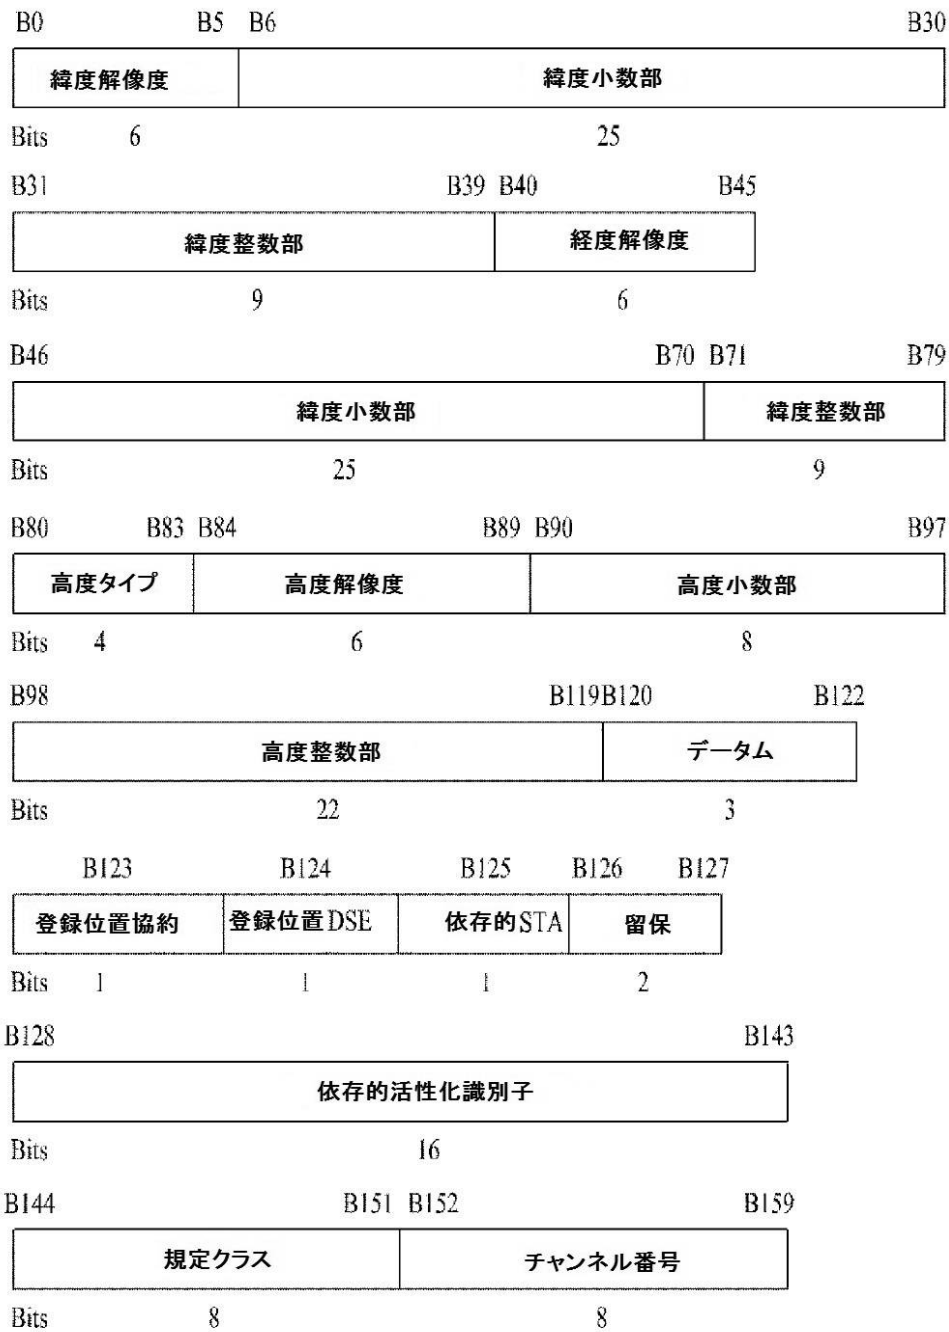 B0 B5 B6 B30
緯度解像度 緯度小数部
Bits 6 25
B31 B39 B40 B45
緯度整数部 経度解像度
Bits 9 6
B46 B70 B71 B79
緯度小数部 緯度整数部
Bits 25 9
B80 B83 B84 B89 B90 B97
高度タイプ 高度解像度 高度小数部
Bits 4 6 8
B98 B119B120 B122
高度整数部 データム
Bits 22 3
B123 B124 B125 B126 B127
登録位置協約 登録位置DSE 依存的STA 留保
Bits 1 1 1 2
B128 B143
依存的活性化識別子
Bits 16
B144 B151 B152 B159
規定クラス チャンネル番号
Bits 8 8